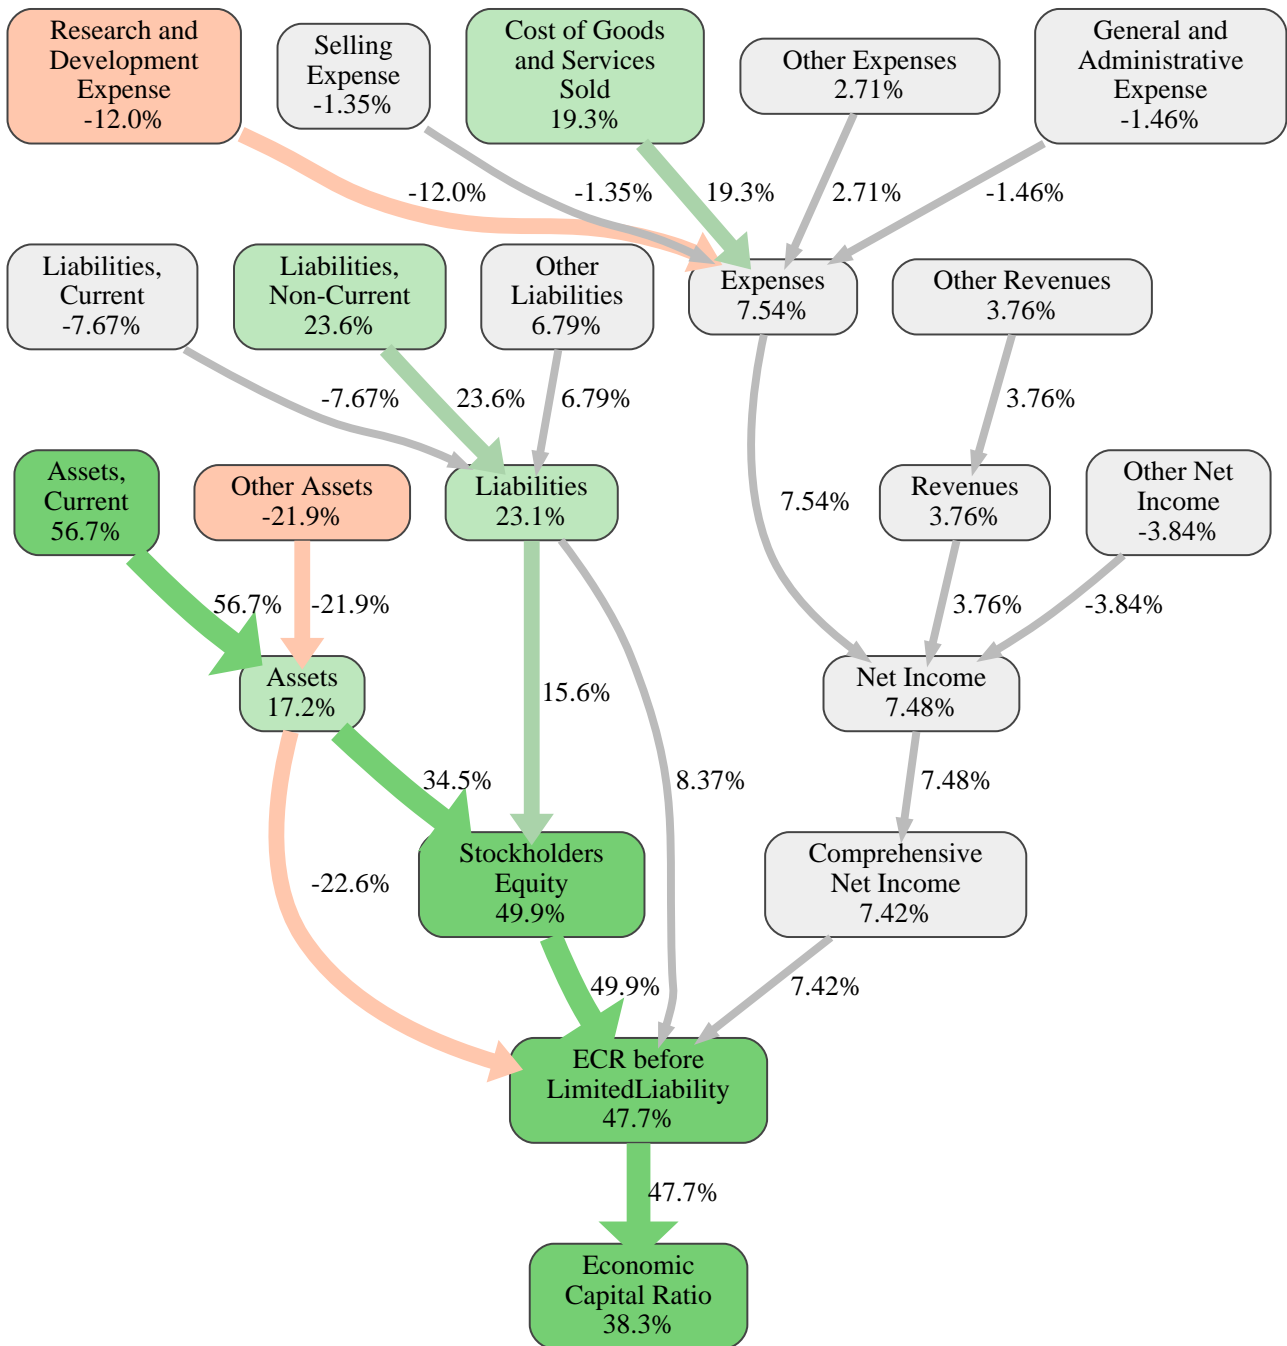 Research and
Development
Expense
-12.0%
Selling
Expense
-1.35%
Cost of Goods
and Services
Sold
19.3%
Other Expenses
2.71%
General and
Administrative
Expense
-1.46%
-12.0%
-1.35%
19.3%
2.71%
-1.46%
Liabilities,
Current
-7.67%
Liabilities,
Non-Current
23.6%
Other
Liabilities
6.79%
Expenses
7.54%
Other Revenues
3.76%
-7.67%
23.6%
6.79%
3.76%
Assets,
Current
56.7%
Other Assets
-21.9%
Liabilities
23.1%
7.54%
Revenues
3.76%
Other Net
Income
-3.84%
56.7%
-21.9%
3.76%
-3.84%
Assets
17.2%
15.6%
Net Income
7.48%
34.5%
8.37%
7.48%
-22.6%
Stockholders
Equity
49.9%
Comprehensive
Net Income
7.42%
49.9%
7.42%
ECR before
LimitedLiability
47.7%
47.7%
Economic
Capital Ratio
38.3%